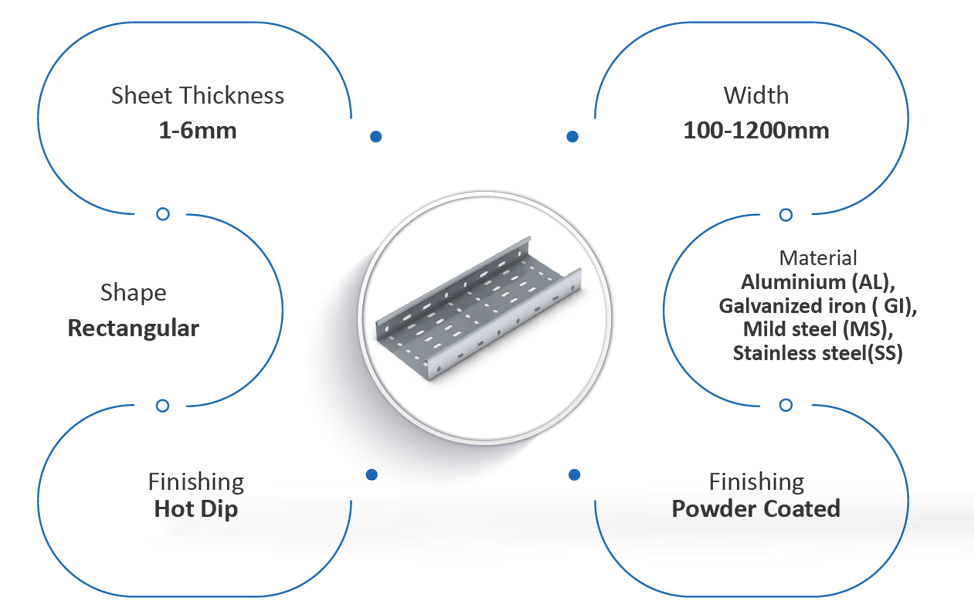 Sheet Thickness
1-6mm
Width
100-1200mm
Shape
Rectangular
Material
Aluminium (AL),
Galvanized iron ( GI),
Mild steel (MS),
Stainless steel(SS)
Finishing
Hot Dip
Finishing
Powder Coated